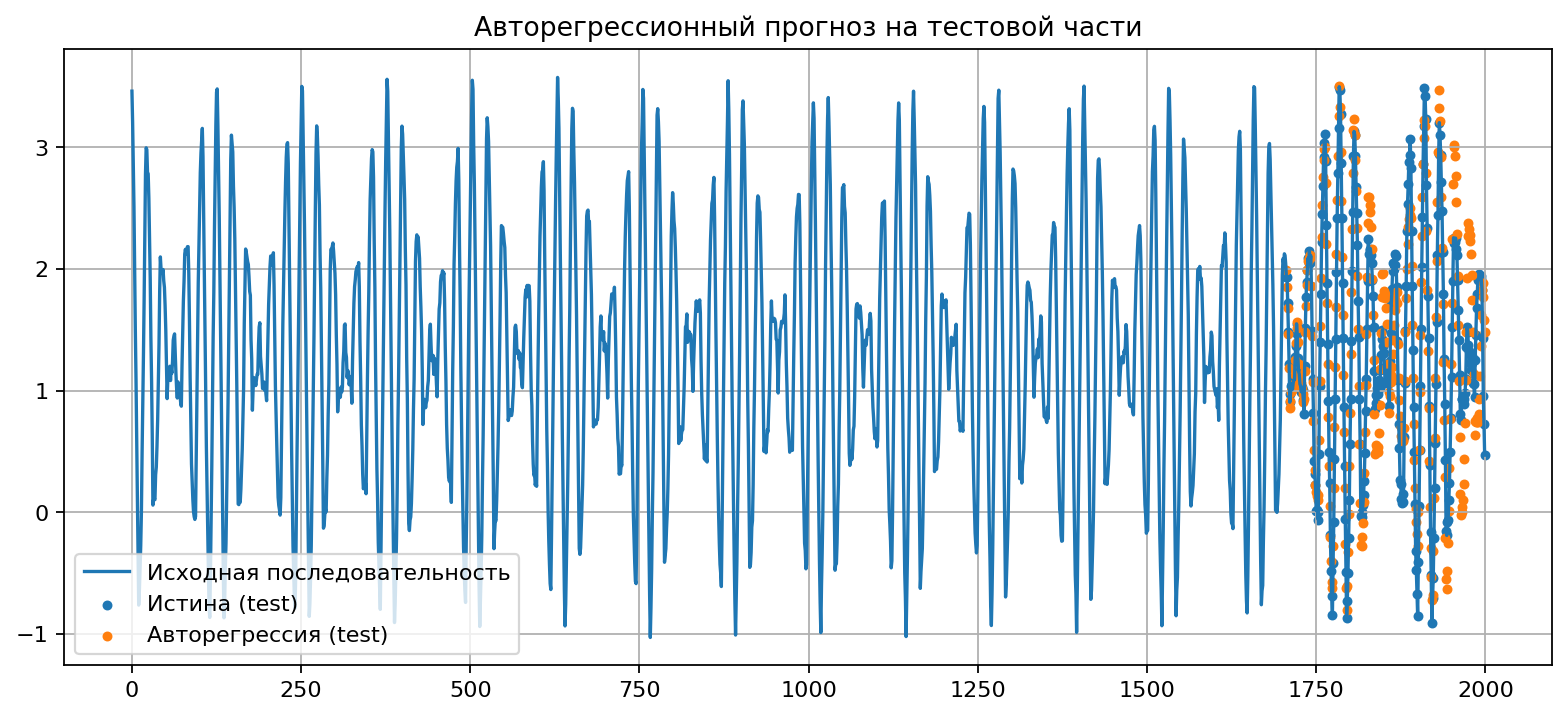 Авторегрессионный прогноз на тестовой части
3
2
1
0
−1
Исходная последовательность
Истина (test)
Авторегрессия (test)
0 250 500 750 1000 1250 1500 1750 2000